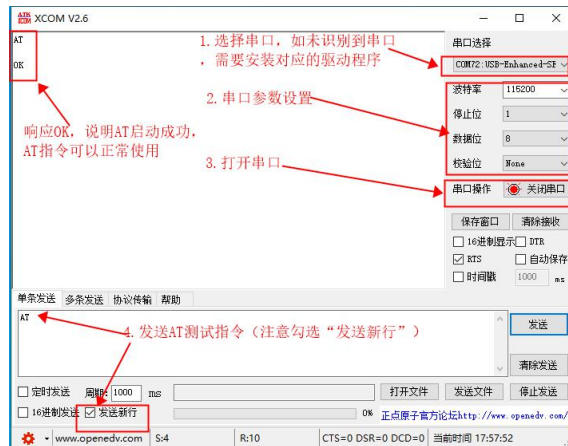 ATK
XCOM XCOM V2.6
AT
OK
1.选择串口，如未识别到串口
，需要安装对应的驱动程序
2.串口参数设置
响应OK，说明AT启动成功，
AT指令可以正常使用
3.打开串口
串口选择
COM72:USB-Enhanced-SE
波特率 115200
停止位 1
数据位 8
校验位 None
串口操作 关闭串口
保存窗口 清除接收
16进制显示 DTR
RTS 自动保存
时间戳 1000 ms
单条发送 多条发送 协议传输 帮助
AT
4.发送AT测试指令（注意勾选“发送新行”）
发送
清除发送
定时发送 周期: 1000 ms 打开文件 发送文件 停止发送
16进制发送 发送新行 0% 正点原子官方论坛http://www.openedv.com/
www.openedv.com S:4 R:10 CTS=0 DSR=0 DCD=0 当前时间 17:57:52